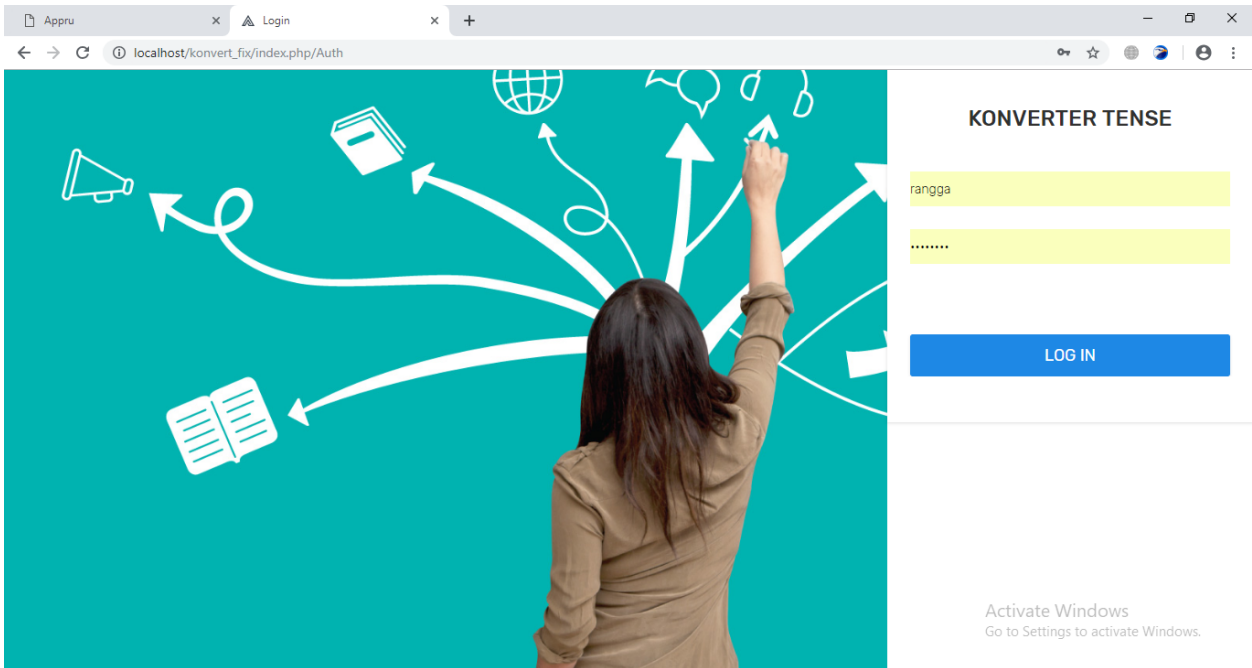 Appru
Login
localhost/konvert_fix/index.php/Auth
KONVERTER TENSE
rangga
••••••••
LOG IN
Activate Windows
Go to Settings to activate Windows.